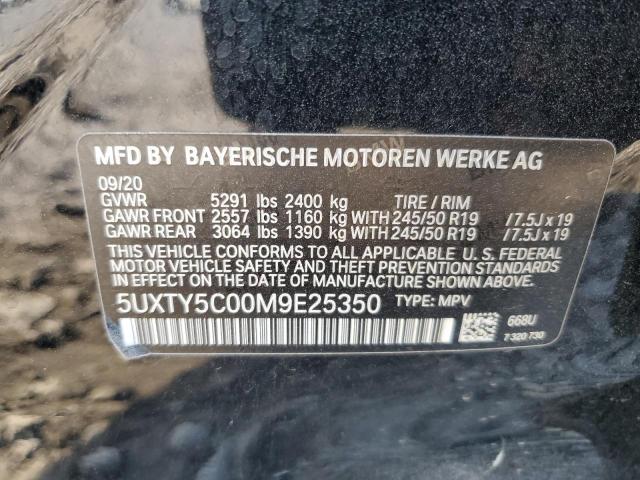 MFD BY BAYERISCHE MOTOREN WERKE AG
09/20
GVWR 5291 lbs 2400 kg TIRE / RIM
GAWR FRONT 2557 lbs 1160 kg WITH 245/50 R19 / 7.5J x 19
GAWR REAR 3064 lbs 1390 kg WITH 245/50 R19 / 7.5J x 19
THIS VEHICLE CONFORMS TO ALL APPLICABLE U. S. FEDERAL
MOTOR VEHICLE SAFETY AND THEFT PREVENTION STANDARDS
IN EFFECT ON THE DATE OF MANUFACTURE SHOWN ABOVE.
5UXTY5C00M9E25350 TYPE: MPV
668U
7 320 730